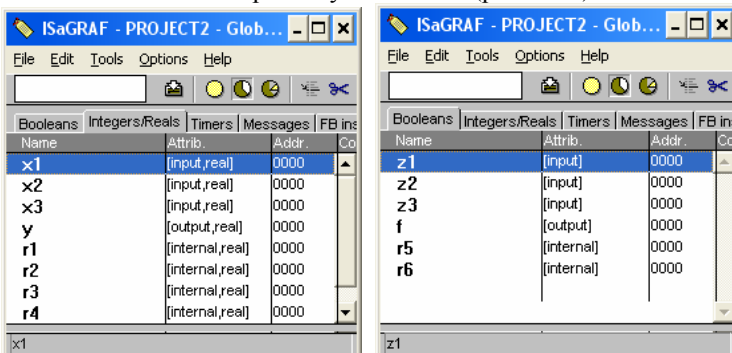 ISaGRAF - PROJECT2 - Glob...
File Edit Tools Options Help
Booleans Integers/Reals Timers Messages FB ins
Name Attrib. Addr. Co
x1 [input,real] 0000
x2 [input,real] 0000
x3 [input,real] 0000
y [output,real] 0000
r1 [internal,real] 0000
r2 [internal,real] 0000
r3 [internal,real] 0000
r4 [internal,real] 0000
x1
ISaGRAF - PROJECT2 - Glob...
File Edit Tools Options Help
Booleans Integers/Reals Timers Messages FB in
Name Attrib. Addr. Co
z1 [input] 0000
z2 [input] 0000
z3 [input] 0000
f [output] 0000
r5 [internal] 0000
r6 [internal] 0000
z1